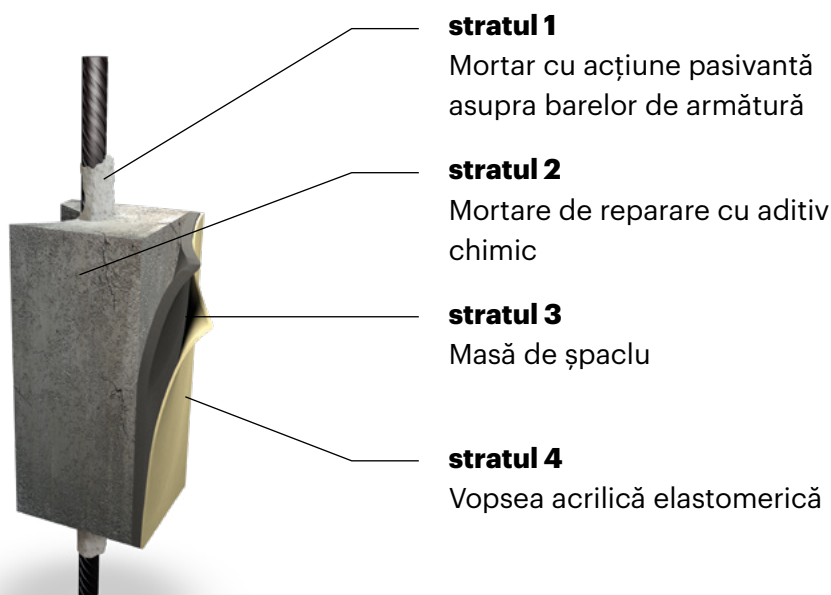 stratul 1
Mortar cu acțiune pasivantă
asupra barelor de armătură
stratul 2
Mortare de reparare cu aditiv
chimic
stratul 3
Masă de șpaclu
stratul 4
Vopsea acrilică elastomerică